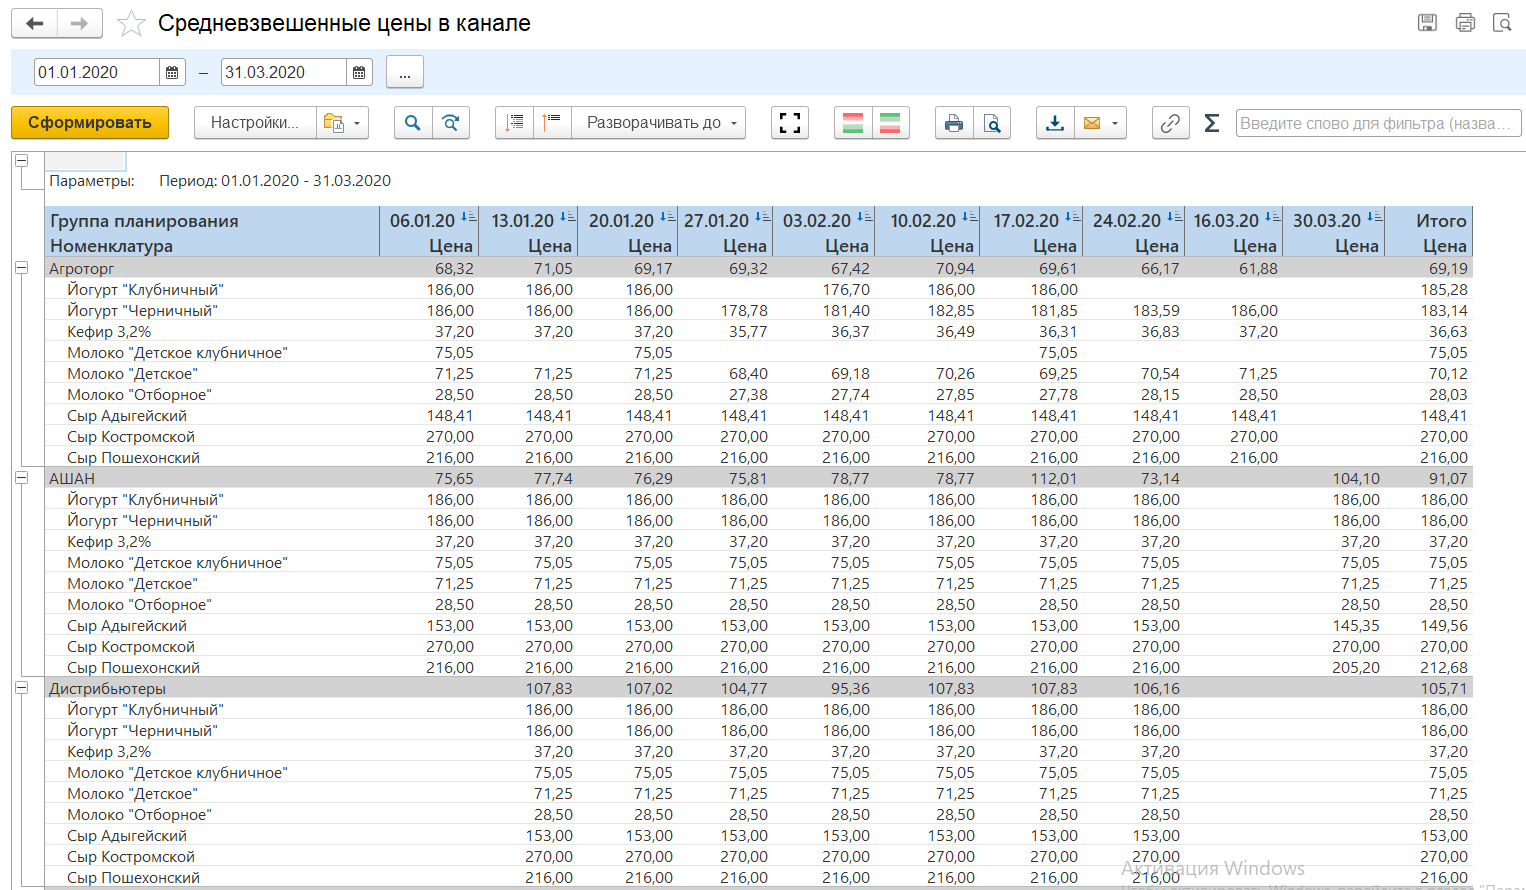 Средневзвешенные цены в канале
01.01.2020 – 31.03.2020 ...
Сформировать Настройки... Разворачивать до Σ Введите слово для фильтра (назва...
Параметры: Период: 01.01.2020 - 31.03.2020
Группа планирования 06.01.20 13.01.20 20.01.20 27.01.20 03.02.20 10.02.20 17.02.20 24.02.20 16.03.20 30.03.20 Итого
Номенклатура Цена Цена Цена Цена Цена Цена Цена Цена Цена Цена Цена
Агроторг 68,32 71,05 69,17 69,32 67,42 70,94 69,61 66,17 61,88 69,19
Йогурт "Клубничный" 186,00 186,00 186,00 176,70 186,00 186,00 185,28
Йогурт "Черничный" 186,00 186,00 186,00 178,78 181,40 182,85 181,85 183,59 186,00 183,14
Кефир 3,2% 37,20 37,20 37,20 35,77 36,37 36,49 36,31 36,83 37,20 36,63
Молоко "Детское клубничное" 75,05 75,05 75,05 75,05
Молоко "Детское" 71,25 71,25 71,25 68,40 69,18 70,26 69,25 70,54 71,25 70,12
Молоко "Отборное" 28,50 28,50 28,50 27,38 27,74 27,85 27,78 28,15 28,50 28,03
Сыр Адыгейский 148,41 148,41 148,41 148,41 148,41 148,41 148,41 148,41 148,41 148,41
Сыр Костромской 270,00 270,00 270,00 270,00 270,00 270,00 270,00 270,00 270,00 270,00
Сыр Пошехонский 216,00 216,00 216,00 216,00 216,00 216,00 216,00 216,00 216,00 216,00
АШАН 75,65 77,74 76,29 75,81 78,77 78,77 112,01 73,14 104,10 91,07
Йогурт "Клубничный" 186,00 186,00 186,00 186,00 186,00 186,00 186,00 186,00 186,00 186,00
Йогурт "Черничный" 186,00 186,00 186,00 186,00 186,00 186,00 186,00 186,00 186,00 186,00
Кефир 3,2% 37,20 37,20 37,20 37,20 37,20 37,20 37,20 37,20 37,20 37,20
Молоко "Детское клубничное" 75,05 75,05 75,05 75,05 75,05 75,05 75,05 75,05 75,05 75,05
Молоко "Детское" 71,25 71,25 71,25 71,25 71,25 71,25 71,25 71,25 71,25 71,25
Молоко "Отборное" 28,50 28,50 28,50 28,50 28,50 28,50 28,50 28,50 28,50 28,50
Сыр Адыгейский 153,00 153,00 153,00 153,00 153,00 153,00 153,00 153,00 145,35 149,56
Сыр Костромской 270,00 270,00 270,00 270,00 270,00 270,00 270,00 270,00 270,00 270,00
Сыр Пошехонский 216,00 216,00 216,00 216,00 216,00 216,00 216,00 216,00 205,20 212,68
Дистрибьютеры 107,83 107,02 104,77 95,36 107,83 107,83 106,16 105,71
Йогурт "Клубничный" 186,00 186,00 186,00 186,00 186,00 186,00 186,00 186,00
Йогурт "Черничный" 186,00 186,00 186,00 186,00 186,00 186,00 186,00 186,00
Кефир 3,2% 37,20 37,20 37,20 37,20 37,20 37,20 37,20 37,20
Молоко "Детское клубничное" 75,05 75,05 75,05 75,05 75,05 75,05 75,05 75,05
Молоко "Детское" 71,25 71,25 71,25 71,25 71,25 71,25 71,25 71,25
Молоко "Отборное" 28,50 28,50 28,50 28,50 28,50 28,50 28,50 28,50
Сыр Адыгейский 153,00 153,00 153,00 153,00 153,00 153,00 153,00 153,00
Сыр Костромской 270,00 270,00 270,00 270,00 270,00 270,00 270,00 270,00
Активация Windows
Сыр Пошехонский 216,00 216,00 216,00 216,00 216,00 216,00 216,00 216,00